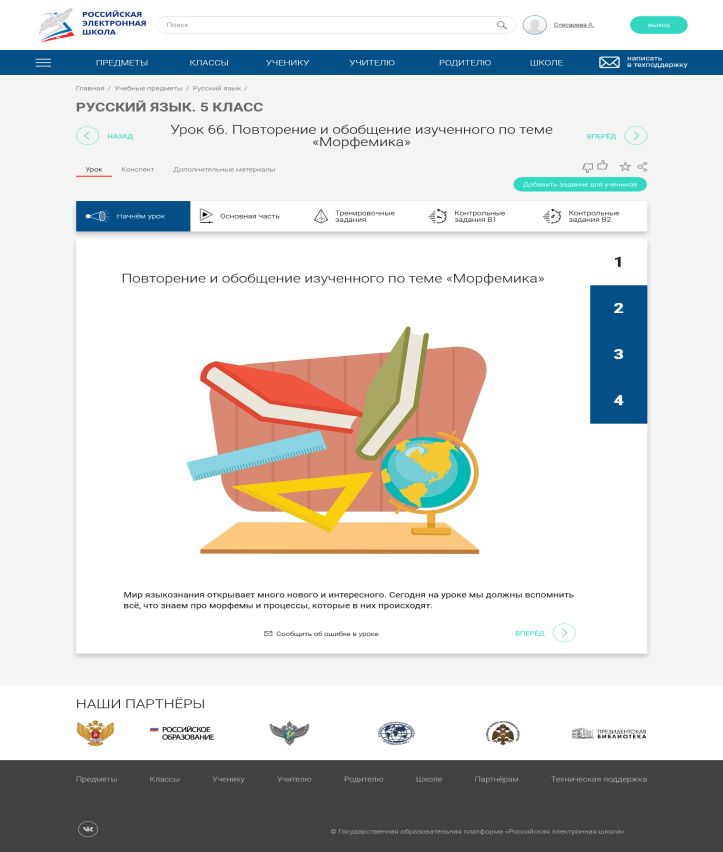 РОССИЙСКАЯ
ЭЛЕКТРОННАЯ
ШКОЛА
Поиск
Слесарева А.
ВЫХОД
ПРЕДМЕТЫ
КЛАССЫ
УЧЕНИКУ
УЧИТЕЛЮ
РОДИТЕЛЮ
ШКОЛЕ
написать
в техподдержку
Главная / Учебные предметы / Русский язык /
РУССКИЙ ЯЗЫК. 5 КЛАСС
НАЗАД
Урок 66. Повторение и обобщение изученного по теме
«Морфемика»
ВПЕРЁД
Урок
Конспект
Дополнительные материалы
Добавить задание для учеников
Начнём урок
Основная часть
Тренировочные
задания
Контрольные
задания В1
Контрольные
задания В2
Повторение и обобщение изученного по теме «Морфемика»
1
2
3
4
Мир языкознания открывает много нового и интересного. Сегодня на уроке мы должны вспомнить
всё, что знаем про морфемы и процессы, которые в них происходят.
Сообщить об ошибке в уроке
ВПЕРЁД
НАШИ ПАРТНЁРЫ
РОССИЙСКОЕ
ОБРАЗОВАНИЕ
ПРЕЗИДЕНТСКАЯ
БИБЛИОТЕКА
Предметы
Классы
Ученику
Учителю
Родителю
Школе
Партнёрам
Техническая поддержка
© Государственная образовательная платформа «Российская электронная школа»